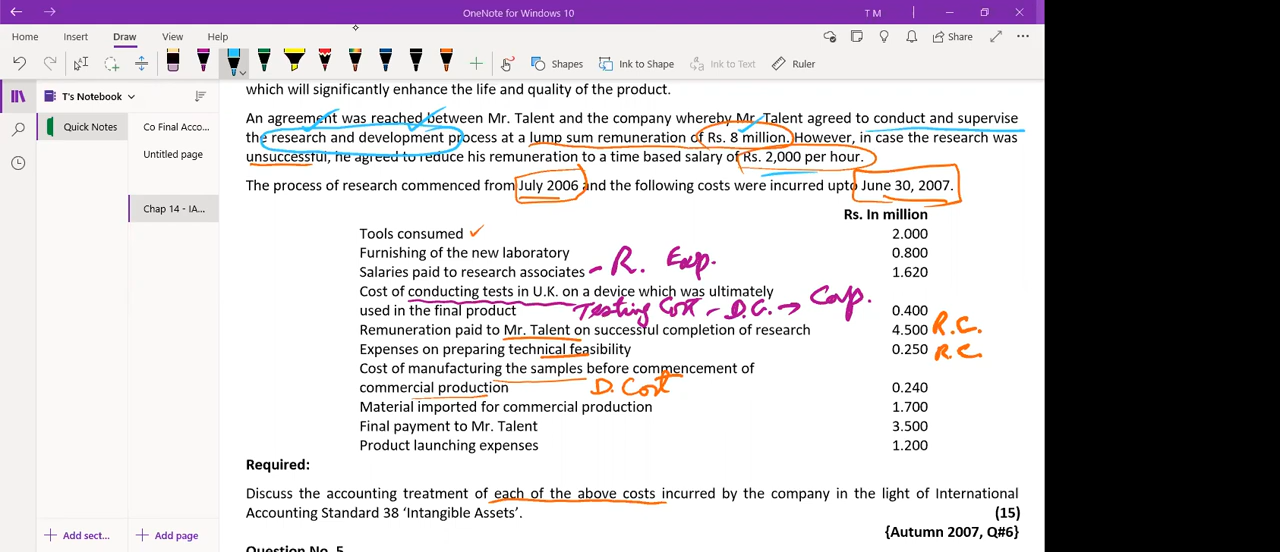 OneNote for Windows 10
T M
Home
Insert
Draw
View
Help
Share
Shapes
Ink to Shape
Ink to Text
Math
Ruler
T's Notebook
Quick Notes
Co Final Acco...
Untitled page
Chap 14 - IA...
Add sect...
Add page
which will significantly enhance the life and quality of the product.
An agreement was reached between Mr. Talent and the company whereby Mr. Talent agreed to conduct and supervise
the research and development process at a lump sum remuneration of Rs. 8 million. However, in case the research was
unsuccessful, he agreed to reduce his remuneration to a time based salary of Rs. 2,000 per hour.
The process of research commenced from July 2006 and the following costs were incurred upto June 30, 2007.
Rs. In million
Tools consumed 2.000
Furnishing of the new laboratory 0.800
Salaries paid to research associates - R. Exp. 1.620
Cost of conducting tests in U.K. on a device which was ultimately
used in the final product Testing Cost - D.C. → Cap. 0.400
Remuneration paid to Mr. Talent on successful completion of research 4.500 R.C.
Expenses on preparing technical feasibility 0.250 R.C.
Cost of manufacturing the samples before commencement of
commercial production D. Cost 0.240
Material imported for commercial production 1.700
Final payment to Mr. Talent 3.500
Product launching expenses 1.200
Required:
Discuss the accounting treatment of each of the above costs incurred by the company in the light of International
Accounting Standard 38 'Intangible Assets'. (15)
{Autumn 2007, Q#6}
Question No. 5